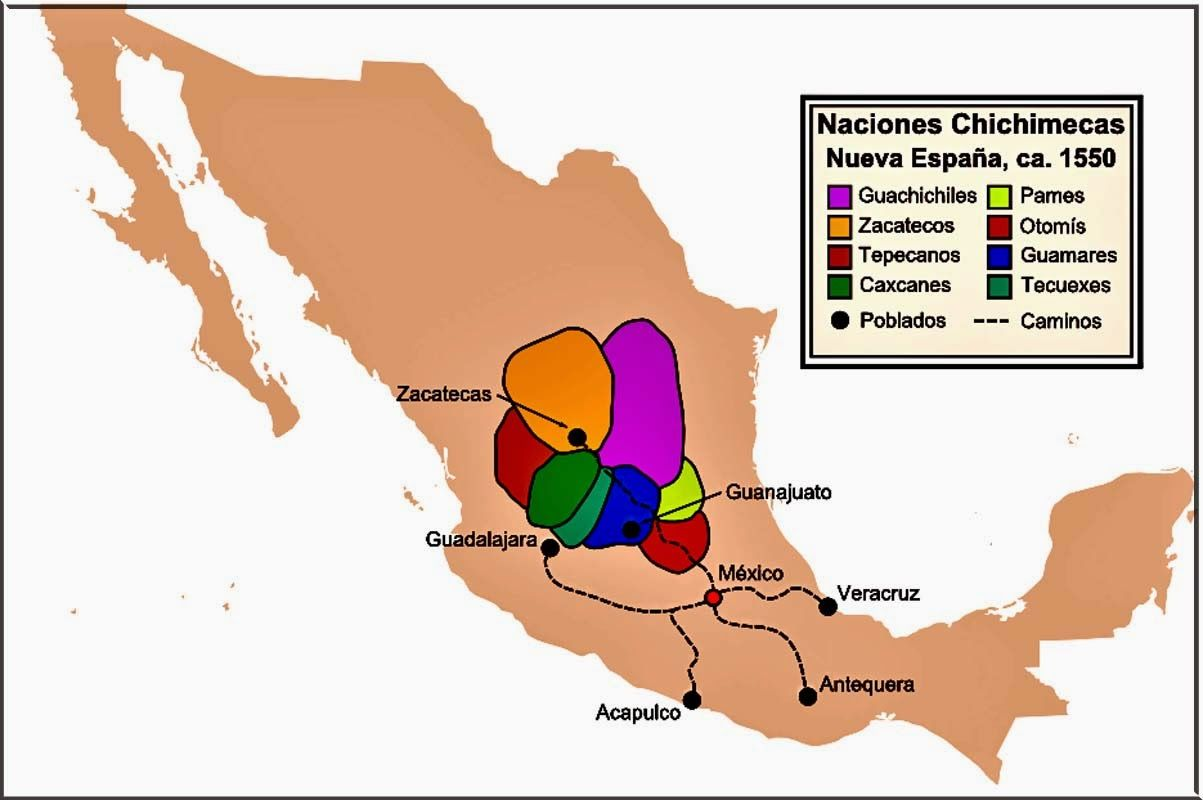 Naciones Chichimecas
Nueva España, ca. 1550
Guachichiles
Pames
Zacatecos
Otomís
Tepecanos
Guamares
Caxcanes
Tecuexes
Poblados
Caminos
Zacatecas
Guanajuato
Guadalajara
México
Veracruz
Antequera
Acapulco